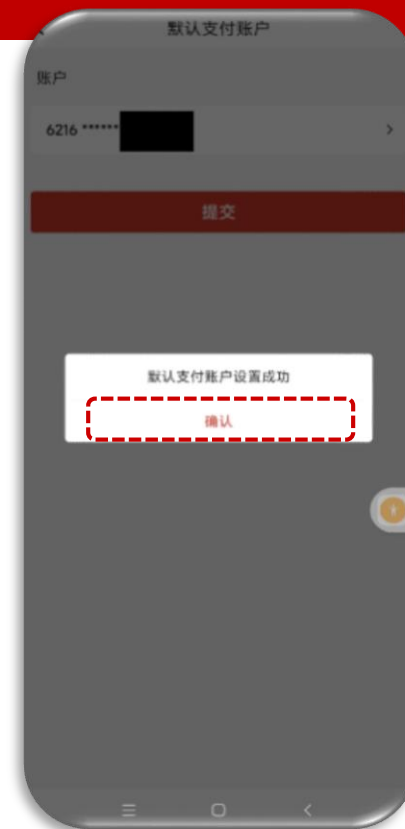 默认支付账户
账户
6216 ******
提交
默认支付账户设置成功
确认